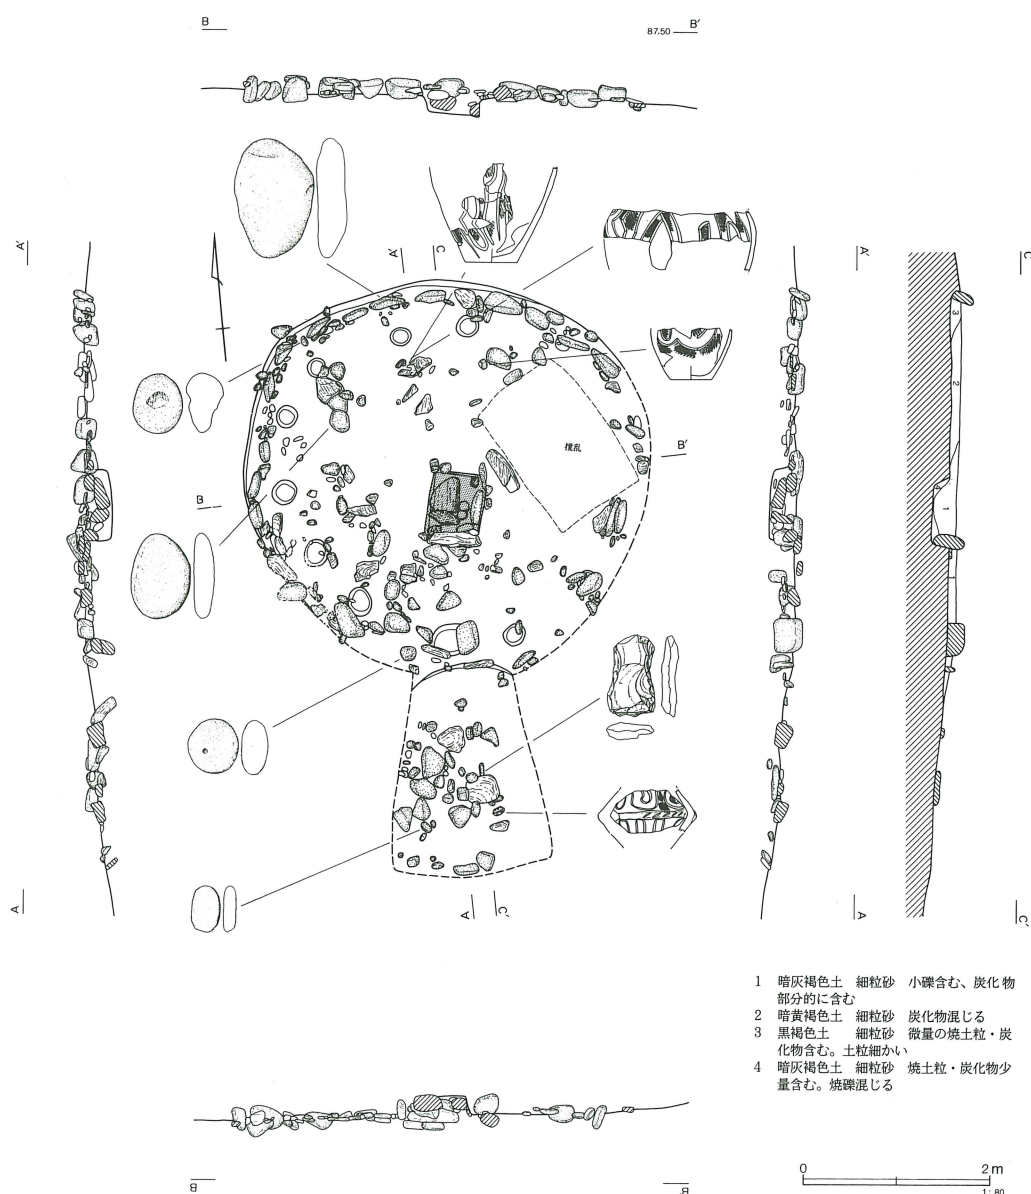 B
B′
87.50
A′
C
A′
A′
C
3
2
1
1
B′
撹乱
B
A
A
C′
A
C′
1 暗灰褐色土 細粒砂 小礫含む、炭化物
部分的に含む
2 暗黄褐色土 細粒砂 炭化物混じる
3 黒褐色土 細粒砂 微量の焼土粒・炭
化物含む。土粒細かい
4 暗灰褐色土 細粒砂 焼土粒・炭化物少
量含む。焼礫混じる
B
B′
0 2m
1:80